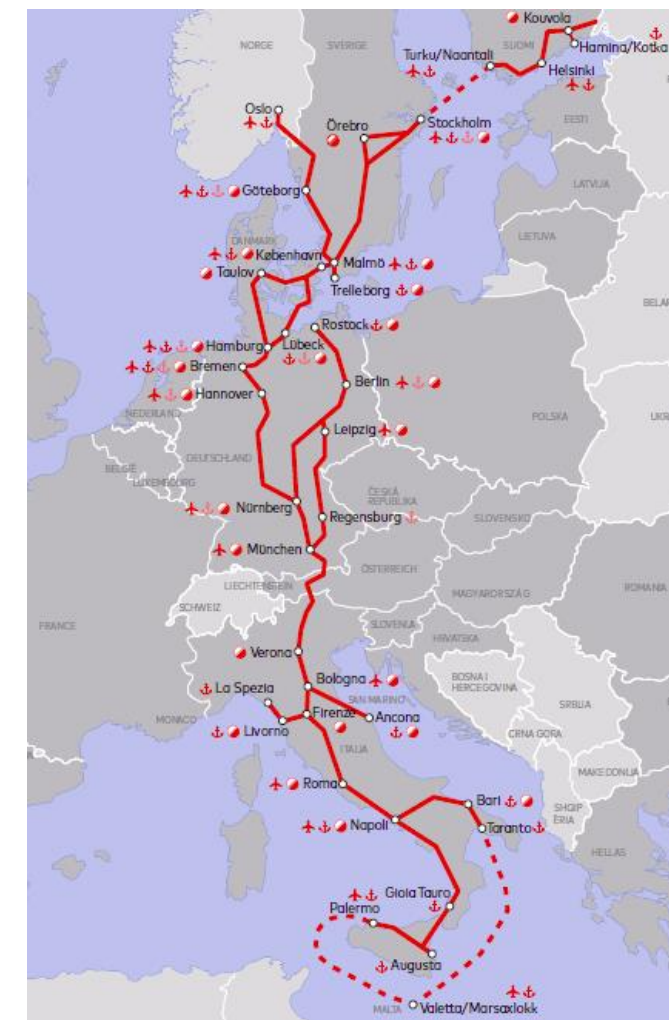 Kouvola
NORGE
SVERIGE
SUOMI
Hamina/Kotka
Turku/Naantali
Helsinki
Oslo
Örebro
Stockholm
EESTI
LATVIJA
Göteborg
LIETUVA
DANMARK
København
Malmö
Taulov
Trelleborg
BELAR
Rostock
Hamburg
Lübeck
Bremen
Berlin
Hannover
NEDERLAND
POLSKA
UKR
Leipzig
DEUTSCHLAND
BELGIË
LUXEMBOURG
ČESKÁ
REPUBLIKA
Nürnberg
Regensburg
SLOVENSKO
München
ÖSTERREICH
LIECHTENSTEIN
MAGYARORSZÁG
ROMANIA
SCHWEIZ
FRANCE
SLOVENIJA
HRVATSKA
Verona
Bologna
BOSNA I
HERCEGOVINA
La Spezia
SAN MARINO
SRBIJA
MONACO
Firenze
Ancona
CRNA GORA
Livorno
ITALIA
MAKEDONIJA
Roma
Bari
SHQIP
ËRIA
Napoli
Taranto
HELLAS
Gioia Tauro
Palermo
Augusta
MALTA
Valetta/Marsaxlokk